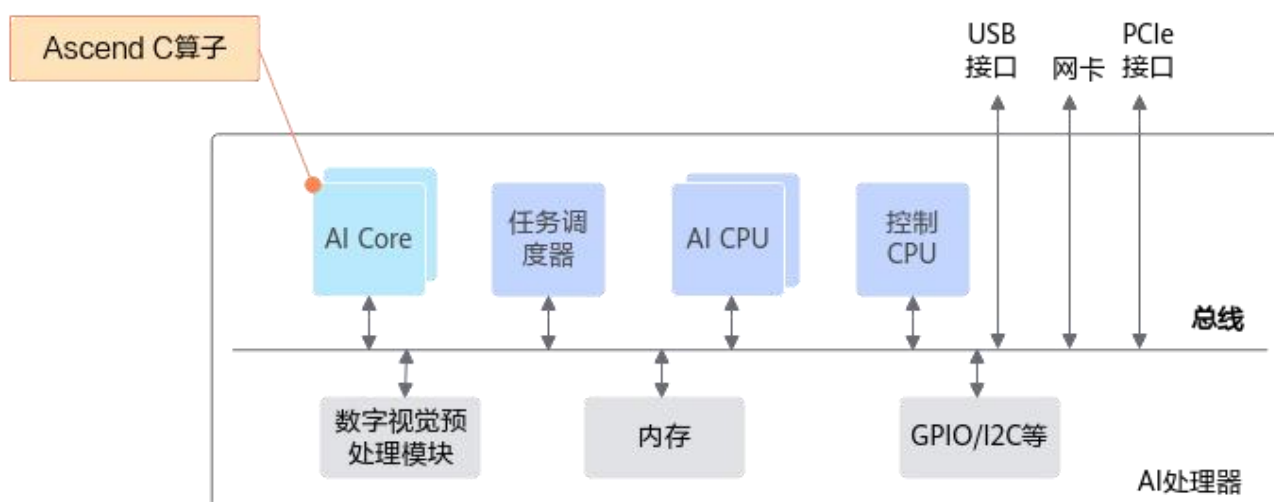 Ascend C算子
USB
接口
网卡
PCIe
接口
AI Core
任务调
度器
AI CPU
控制
CPU
总线
数字视觉预
处理模块
内存
GPIO/I2C等
AI处理器